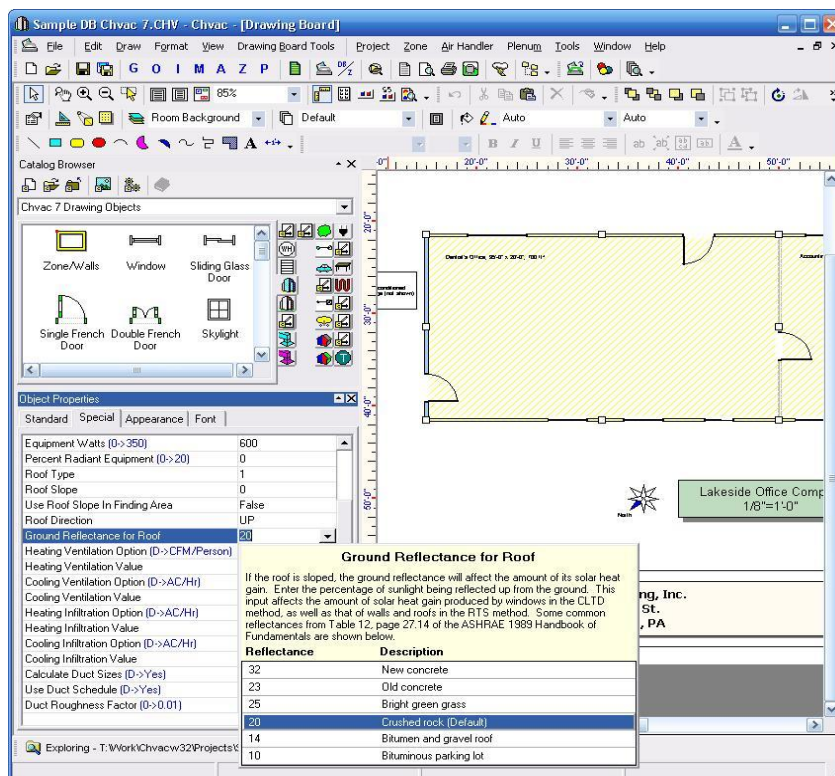 Sample DB Chvac 7.CHV - Chvac - [Drawing Board]
File Edit Draw Format View Drawing Board Tools Project Zone Air Handler Plenum Tools Window Help
G O I M A Z P
85%
Room Background Default Auto Auto
A B I U ab ab ab ab A
Catalog Browser
Chvac 7 Drawing Objects
Zone/Walls Window Sliding Glass
Door
Single French Double French Skylight
Door Door
WH
T
20'-0" 30'-0" 40'-0" 50'-0"
20'-0"
30'-0"
40'-0"
50'-0"
North
Lakeside Office Comp
1/8"=1'-0"
ng, Inc.
St.
, PA
Object Properties
Standard Special Appearance Font
Equipment Watts (0->350) 600
Percent Radiant Equipment (0->20) 0
Roof Type 1
Roof Slope 0
Use Roof Slope In Finding Area False
Roof Direction UP
Ground Reflectance for Roof 20
Heating Ventilation Option (D->CFM/Person)
Heating Ventilation Value
Cooling Ventilation Option (D->AC/Hr)
Cooling Ventilation Value
Heating Infiltration Option (D->AC/Hr)
Heating Infiltration Value
Cooling Infiltration Option (D->AC/Hr)
Cooling Infiltration Value
Calculate Duct Sizes (D->Yes)
Use Duct Schedule (D->Yes)
Duct Roughness Factor (0->0.01)
Ground Reflectance for Roof
If the roof is sloped, the ground reflectance will affect the amount of its solar heat
gain. Enter the percentage of sunlight being reflected up from the ground. This
input affects the amount of solar heat gain produced by windows in the CLTD
method, as well as that of walls and roofs in the RTS method. Some common
reflectances from Table 12, page 27.14 of the ASHRAE 1989 Handbook of
Fundamentals are shown below.
Reflectance Description
32 New concrete
23 Old concrete
25 Bright green grass
20 Crushed rock (Default)
14 Bitumen and gravel roof
10 Bituminous parking lot
Exploring - T:\Work\Chvacw32\Projects\